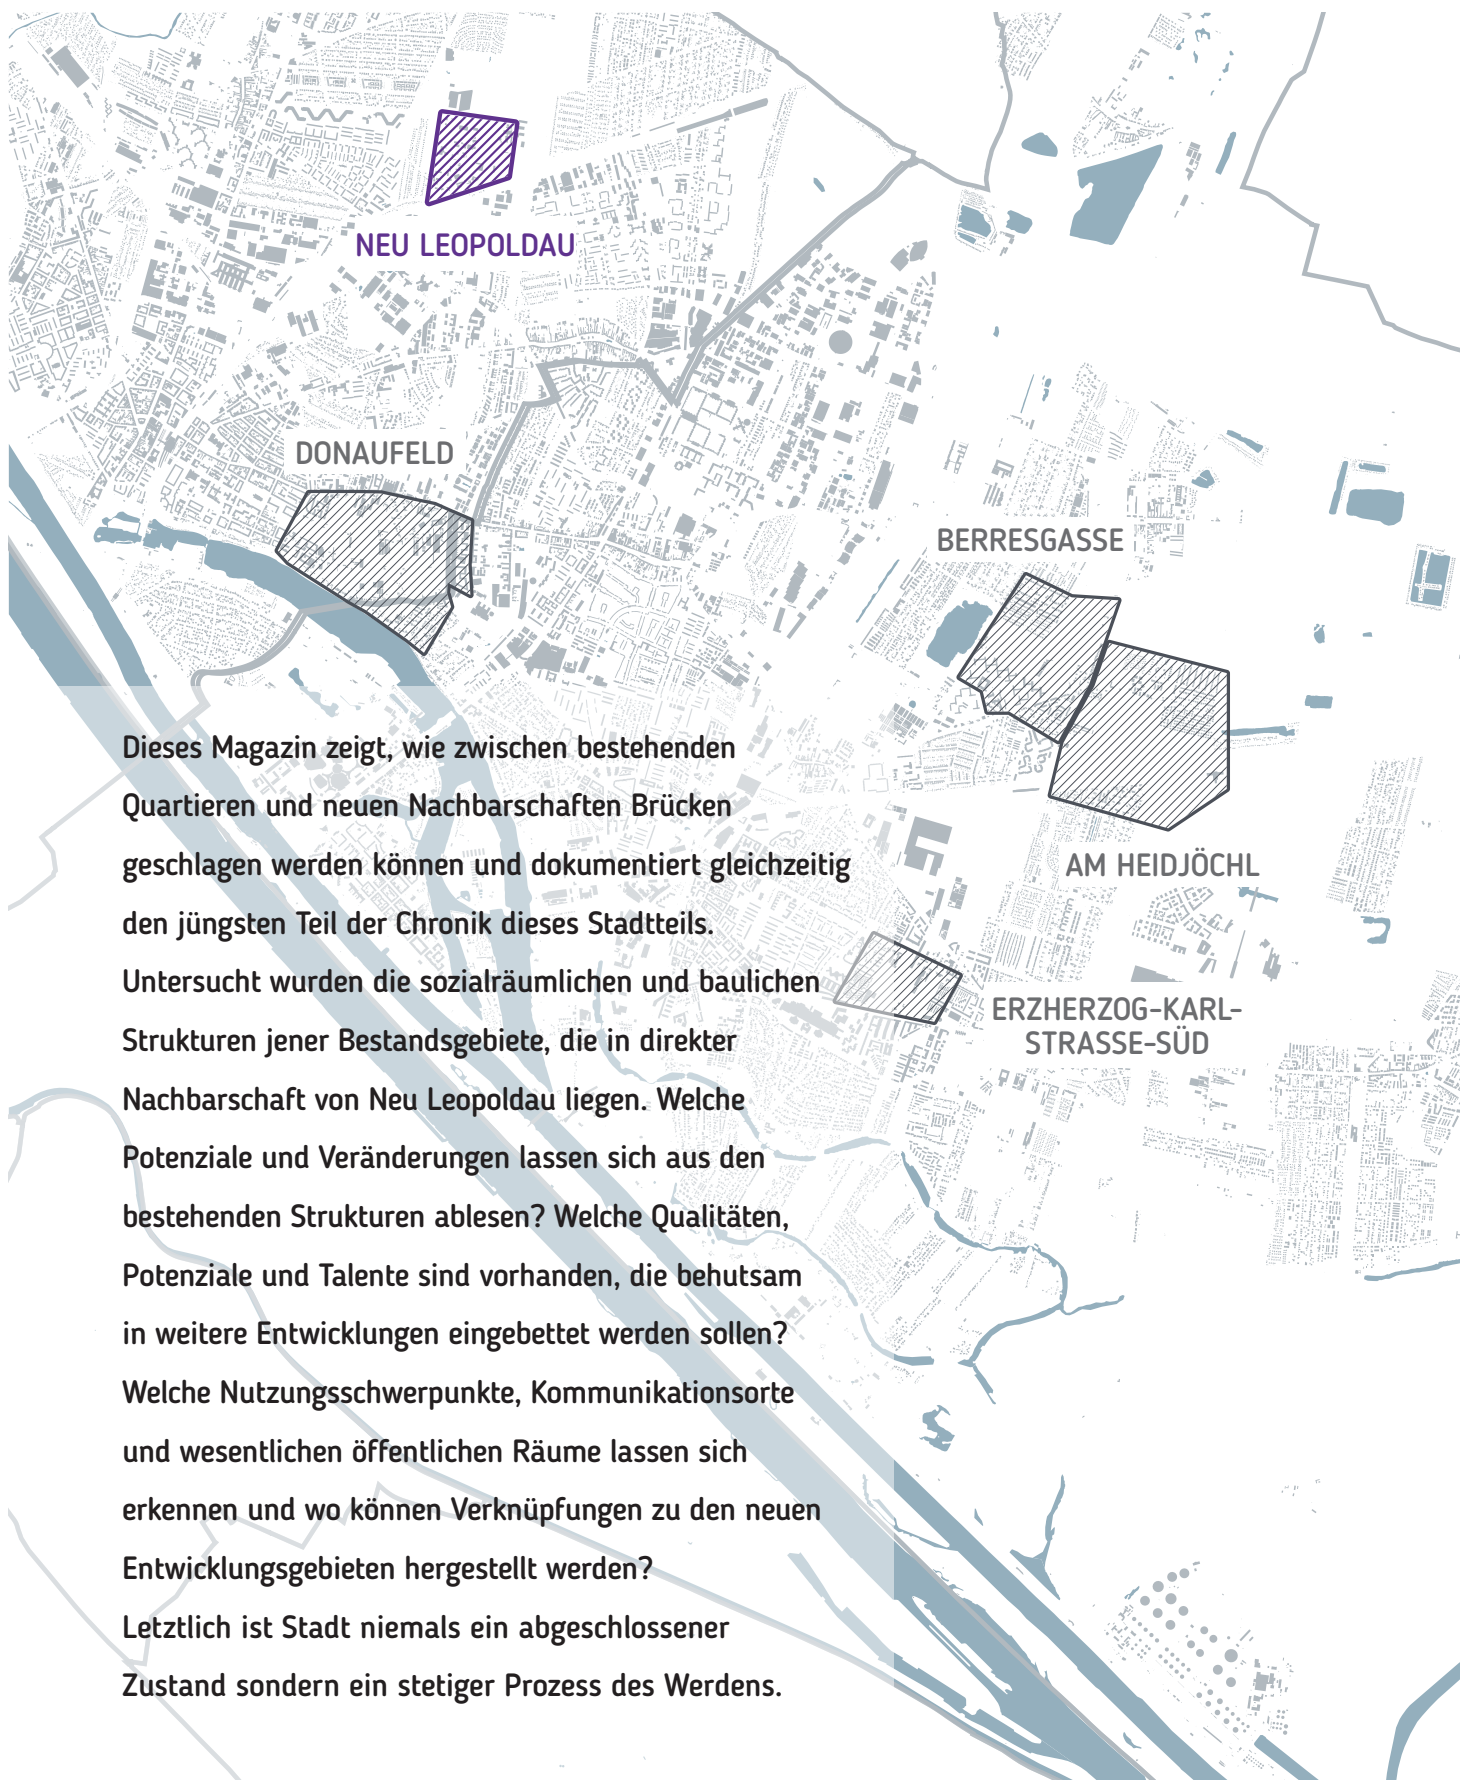 NEU LEOPOLDAU
DONAUFELD
BERRESGASSE
AM HEIDJÖCHL
ERZHERZOG-KARL-
STRASSE-SÜD
Dieses Magazin zeigt, wie zwischen bestehenden
Quartieren und neuen Nachbarschaften Brücken
geschlagen werden können und dokumentiert gleichzeitig
den jüngsten Teil der Chronik dieses Stadtteils.
Untersucht wurden die sozialräumlichen und baulichen
Strukturen jener Bestandsgebiete, die in direkter
Nachbarschaft von Neu Leopoldau liegen. Welche
Potenziale und Veränderungen lassen sich aus den
bestehenden Strukturen ablesen? Welche Qualitäten,
Potenziale und Talente sind vorhanden, die behutsam
in weitere Entwicklungen eingebettet werden sollen?
Welche Nutzungsschwerpunkte, Kommunikationsorte
und wesentlichen öffentlichen Räume lassen sich
erkennen und wo können Verknüpfungen zu den neuen
Entwicklungsgebieten hergestellt werden?
Letztlich ist Stadt niemals ein abgeschlossener
Zustand sondern ein stetiger Prozess des Werdens.